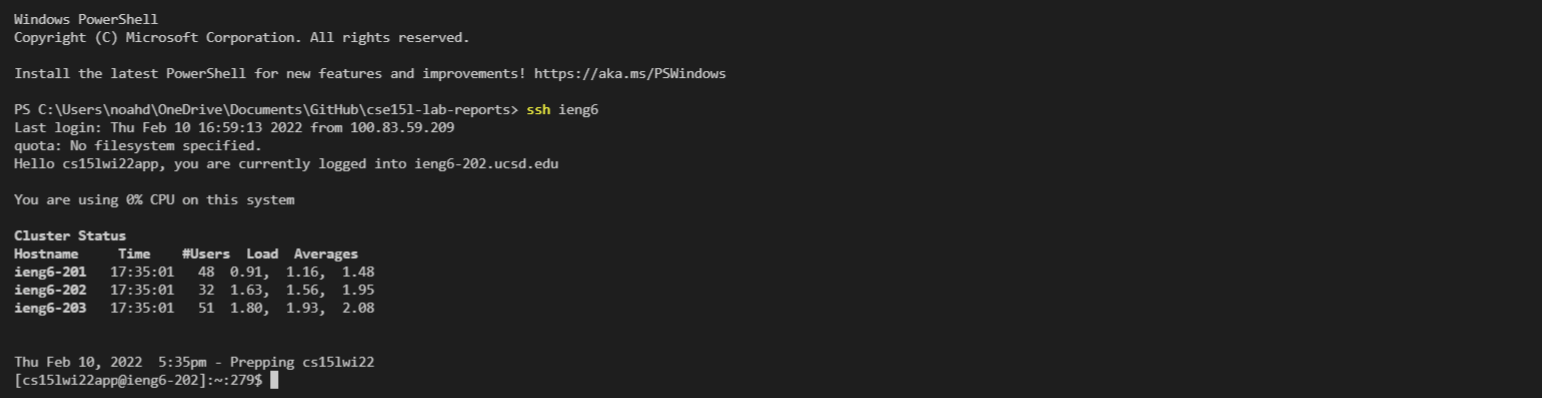 Windows PowerShell
Copyright (C) Microsoft Corporation. All rights reserved.
Install the latest PowerShell for new features and improvements! https://aka.ms/PSWindows
PS C:\Users\noahd\OneDrive\Documents\GitHub\cse15l-lab-reports> ssh ieng6
Last login: Thu Feb 10 16:59:13 2022 from 100.83.59.209
quota: No filesystem specified.
Hello cs15lwi22app, you are currently logged into ieng6-202.ucsd.edu
You are using 0% CPU on this system
Cluster Status
Hostname     Time    #Users  Load  Averages
ieng6-201   17:35:01   48  0.91,  1.16,  1.48
ieng6-202   17:35:01   32  1.63,  1.56,  1.95
ieng6-203   17:35:01   51  1.80,  1.93,  2.08
Thu Feb 10, 2022  5:35pm - Prepping cs15lwi22
[cs15lwi22app@ieng6-202]:~:279$